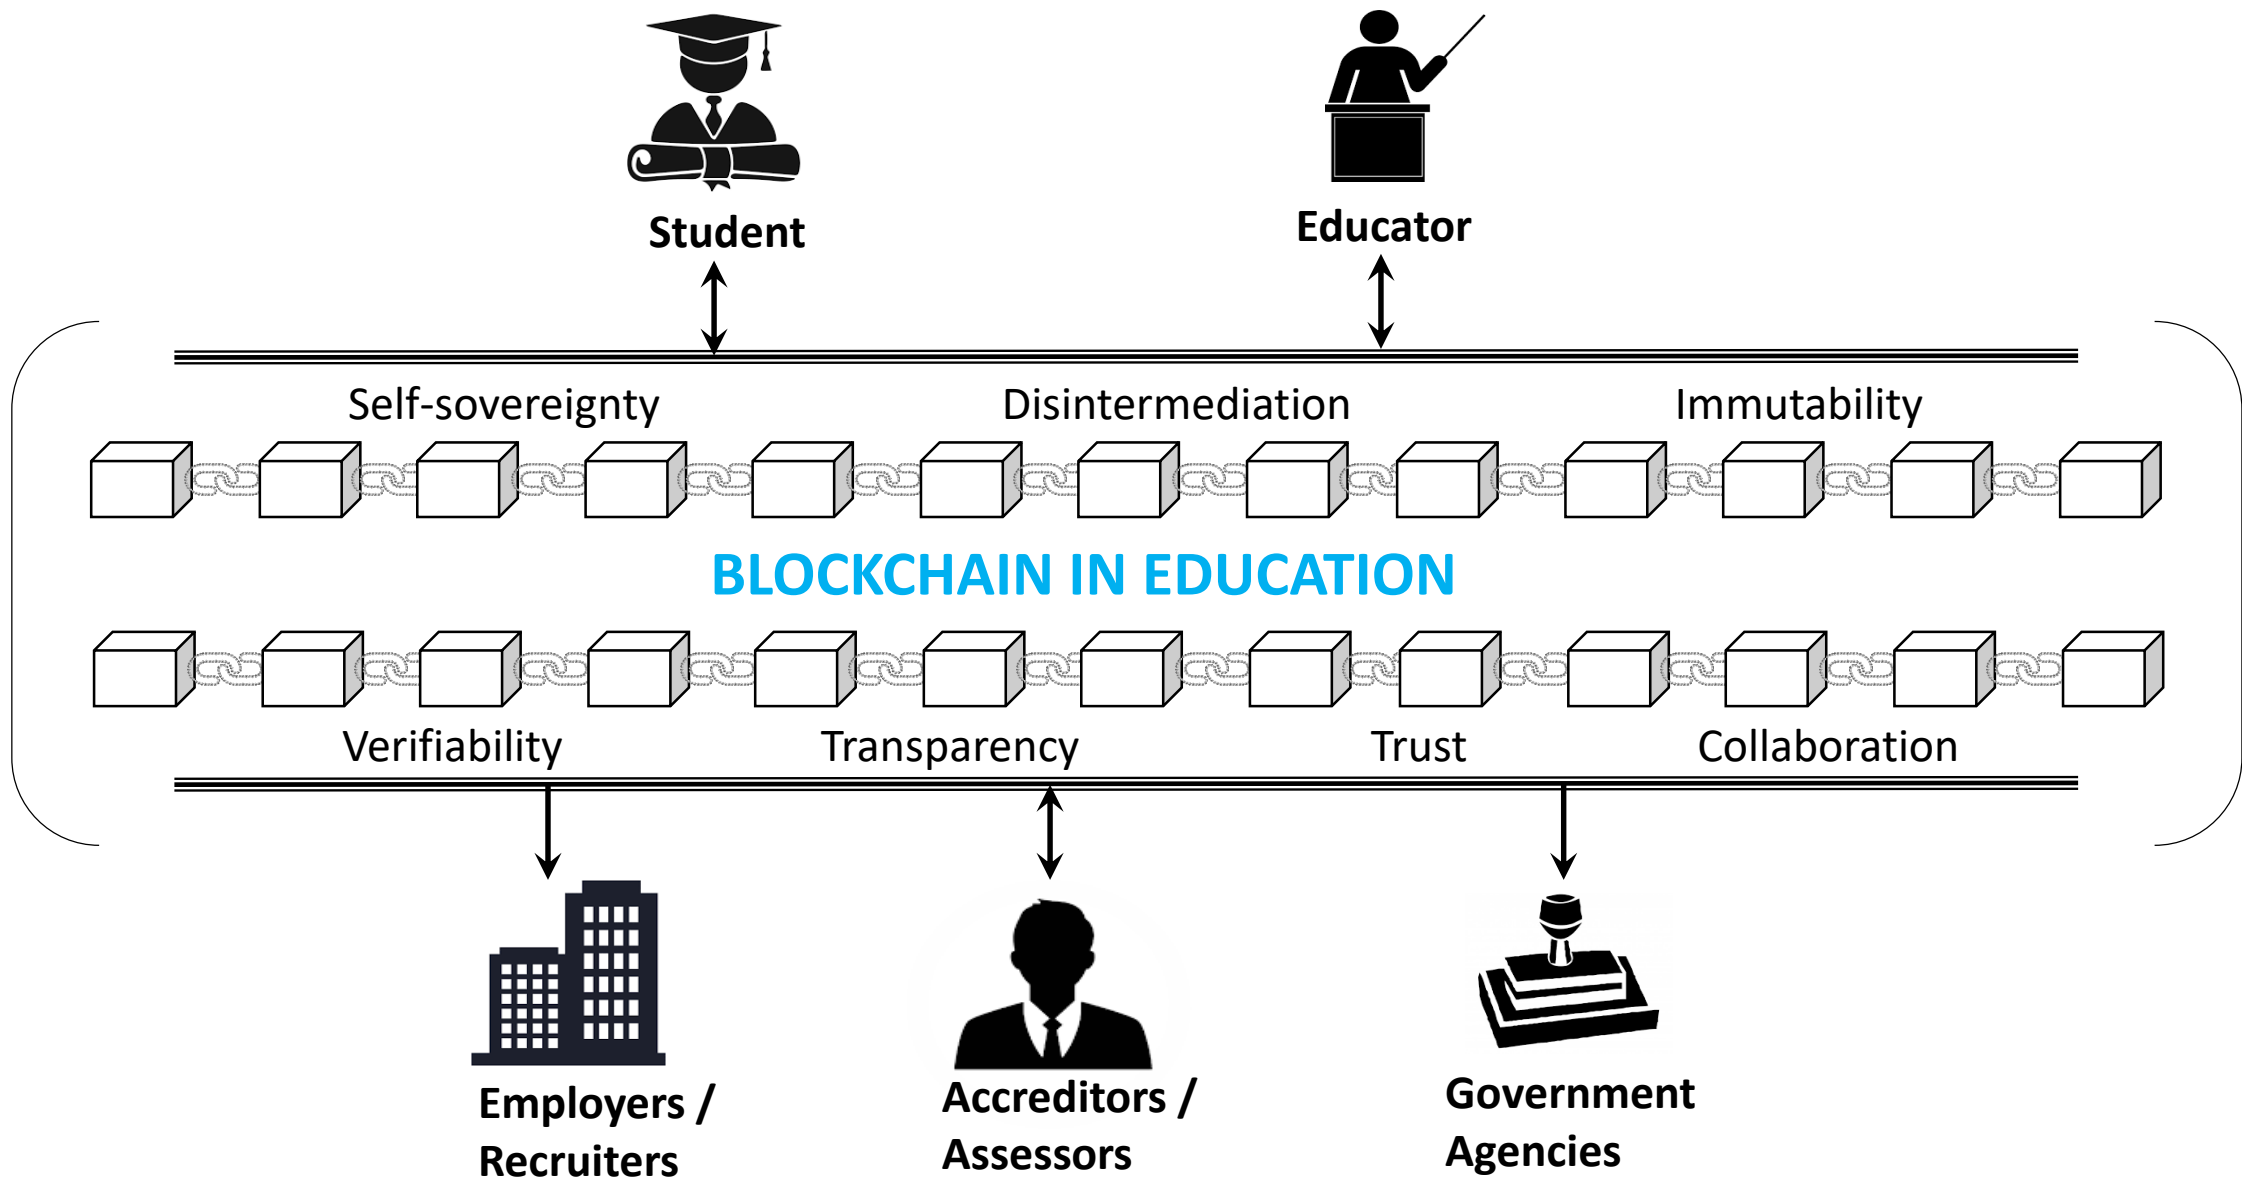 Student
Educator
Self-sovereignty
Disintermediation
Immutability
BLOCKCHAIN IN EDUCATION
Verifiability
Transparency
Trust
Collaboration
Employers /
Recruiters
Accreditors /
Assessors
Government
Agencies